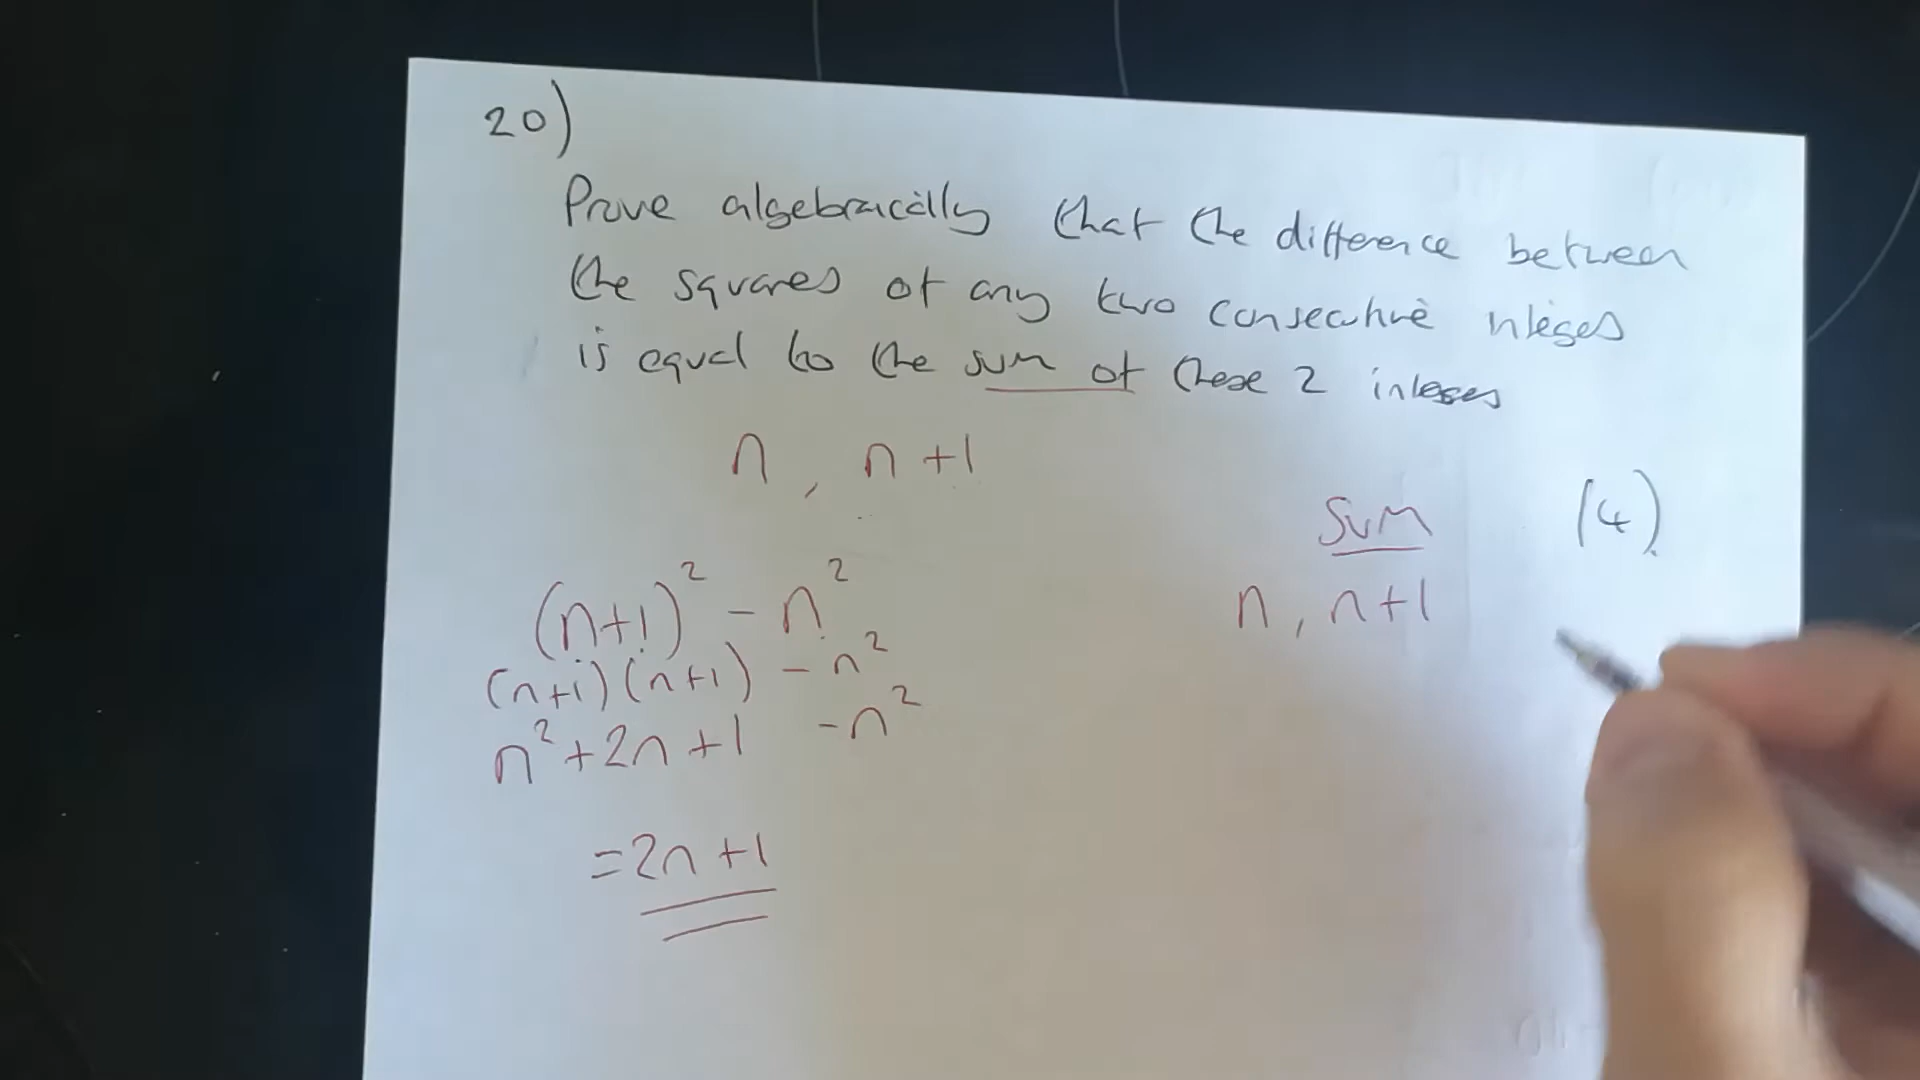 20)
Prove algebraically that the difference between
the squares of any two consecutive integers
is equal to the sum of these 2 integers
n , n+1
Sum
(4)
n , n+1
(n+1)² - n²
(n+1)(n+1) - n²
n² + 2n + 1 - n²
= 2n + 1